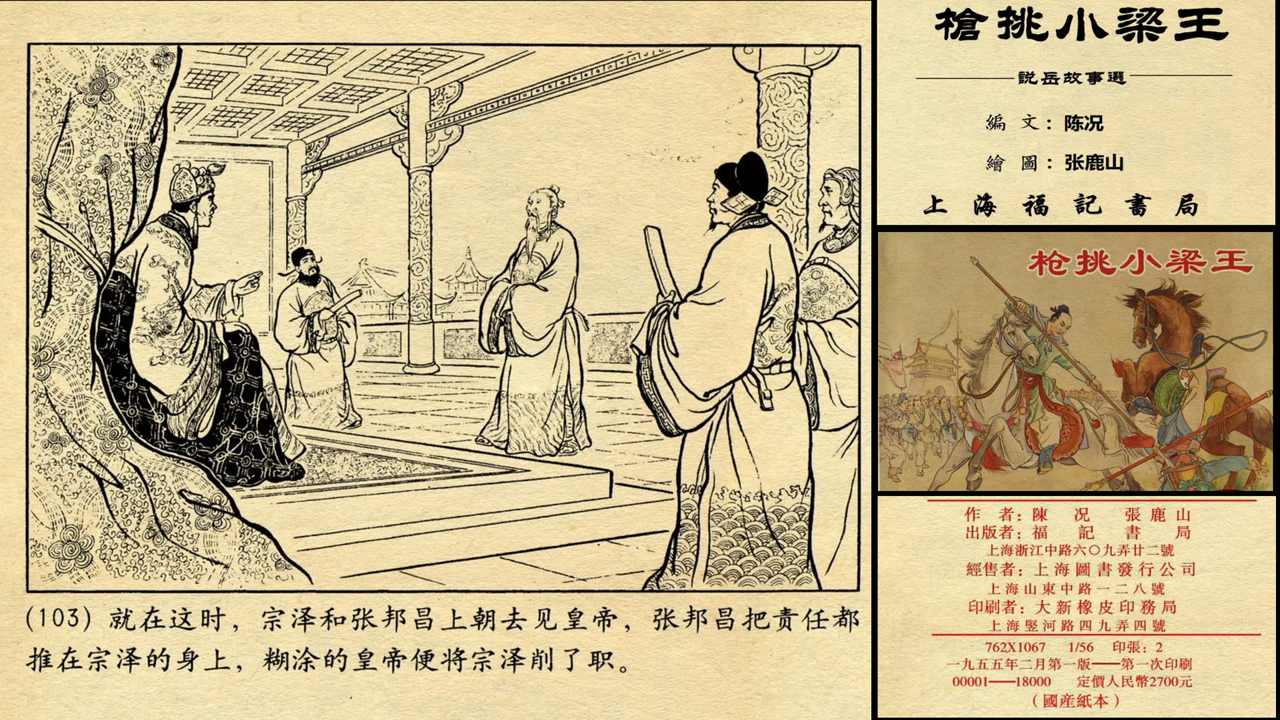 (103) 就在这时，宗泽和张邦昌上朝去见皇帝，张邦昌把责任都
推在宗泽的身上，糊涂的皇帝便将宗泽削了职。
槍挑小梁王
説岳故事選
編 文：陈况
繪 圖：张鹿山
上海福記書局
枪挑小梁王
作 者：陳 況 張鹿山
出版者：福 記 書 局
上海浙江中路六〇九弄廿二號
經售者：上海圖書發行公司
上海山東中路一二八號
印刷者：大新橡皮印務局
上海竪河路四九弄四號
762X1067 1/56 印張：2
一九五五年二月第一版——第一次印刷
00001——18000 定價人民幣2700元
（國産紙本）